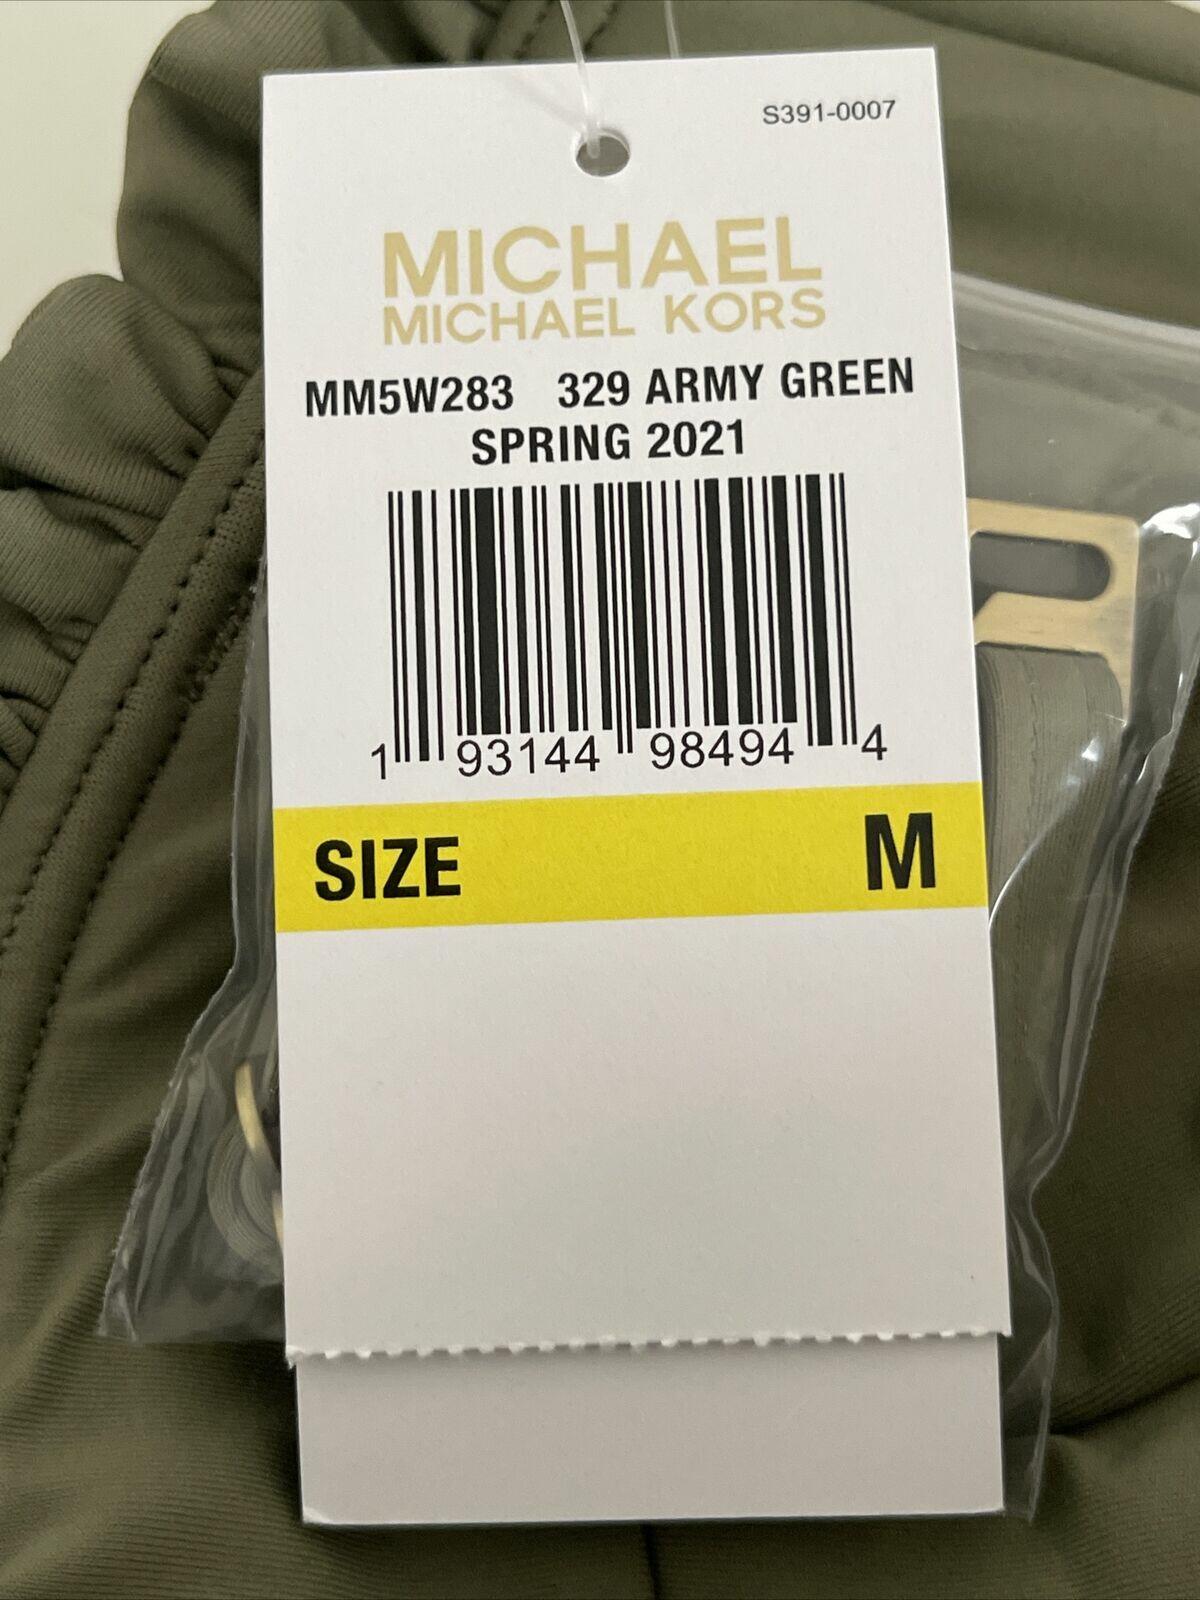 S391-0007
MICHAEL
MICHAEL KORS
MM5W283 329 ARMY GREEN
SPRING 2021
1 93144 98494 4
SIZE M